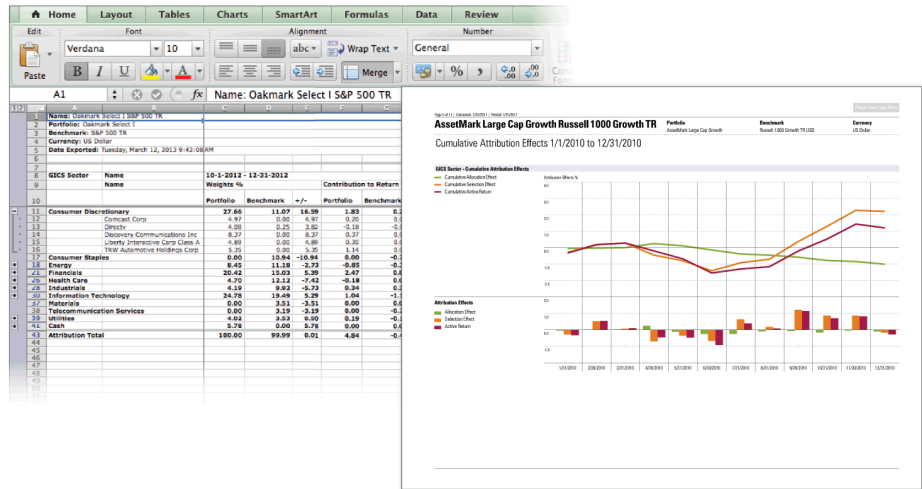 Home Layout Tables Charts SmartArt Formulas Data Review
Edit Font Alignment Number
Verdana 10 abc Wrap Text General
Paste B I U A Merge % 
A1 fx Name: Oakmark Select I S&P 500 TR
1 Name: Oakmark Select I S&P 500 TR
2 Portfolio: Oakmark Select I
3 Benchmark: S&P 500 TR
4 Currency: US Dollar
5 Date Exported: Tuesday, March 12, 2013 9:43:08 AM
6
7
8 GICS Sector Name 10-1-2012 - 12-31-2012
9 Name Weights % Contribution to Return
10 Portfolio Benchmark +/- Portfolio Benchmark
11 Consumer Discretionary 27.66 11.07 16.59 1.83
12 Comcast Corp 4.97 0.00 4.97 0.20
13 Directv 4.08 0.25 3.82 -0.18
14 Discovery Communications Inc 8.37 0.00 8.37 0.37
15 Liberty Interactive Corp Class A 4.89 0.00 4.89 0.30
16 TRW Automotive Holdings Corp 5.35 0.00 5.35 1.14
17 Consumer Staples 0.00 10.94 -10.94 0.00
18 Energy 8.45 11.18 -2.73 -0.85
21 Financials 20.42 15.03 5.39 2.47
26 Health Care 4.70 12.12 -7.42 -0.18
28 Industrials 4.19 9.92 -5.73 0.34
30 Information Technology 24.78 19.49 5.29 1.04
37 Materials 0.00 3.51 -3.51 0.00
38 Telecommunication Services 0.00 3.19 -3.19 0.00
39 Utilities 4.02 3.53 0.50 0.19
41 Cash 5.78 0.00 5.78 0.00
43 Attribution Total 100.00 99.99 0.01 4.84
44
45
46
47
48
AssetMark Large Cap Growth Russell 1000 Growth TR
Portfolio Benchmark Currency
AssetMark Large Cap Growth Russell 1000 Growth TR USD US Dollar
Cumulative Attribution Effects 1/1/2010 to 12/31/2010
GICS Sector - Cumulative Attribution Effects
Cumulative Allocation Effect Attribution Effects %
Cumulative Selection Effect
Cumulative Active Return
Attribution Effects
Allocation Effect
Selection Effect
Active Return
1/31/2010 2/28/2010 3/31/2010 4/30/2010 5/31/2010 6/30/2010 7/31/2010 8/31/2010 9/30/2010 10/31/2010 11/30/2010 12/31/2010